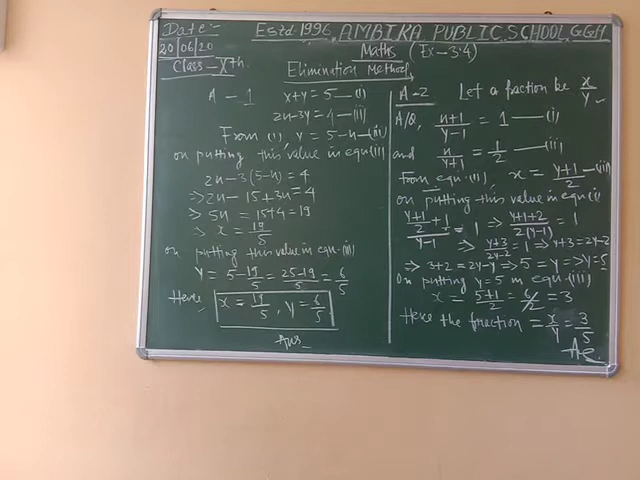 Date:-
20/06/20
Class - Xth.
Estd 1996, AMBIKA PUBLIC SCHOOL,
Maths (Ex-3.4)
Elimination Method,
A-1 x+y=5-(i)
2x-3y=4-(ii)
From (i), y=5-x-(iii)
on putting this value in eqn(ii)
2x-3(5-x)=4
⇒2x-15+3x=4
⇒5x=15+4=19
⇒x=19/5
on putting this value in eqn-(iii)
y=5-19/5=25-19/5=6/5
Here, x=19/5, y=6/5
Ans
A-2 Let a fraction be x/y
A/Q, x+1/y-1=1-(i)
and x/y+1=1/2-(ii)
From eqn-(ii), x=y+1/2-(iii)
on putting this value in eqn(i)
y+1/2+1/y-1=1⇒y+1+2/2(y-1)=1
⇒y+3/2y-2=1⇒y+3=2y-2
⇒3+2=2y-y⇒5=y⇒y=5
On putting y=5 in eqn(iii)
x=5+1/2=6/2=3
Here the fraction=x/y=3/5